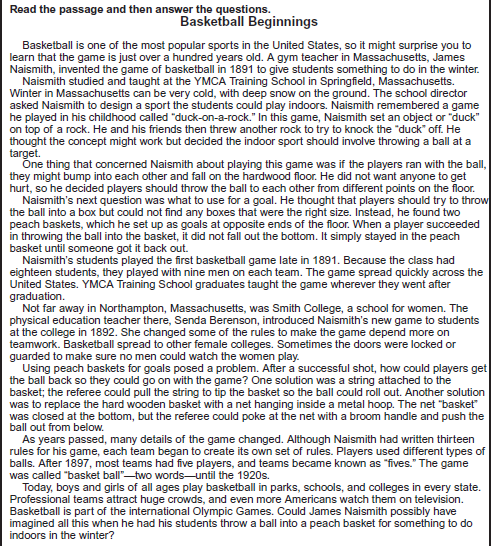 Read the passage and then answer the questions.
Basketball Beginnings
Basketball is one of the most popular sports in the United States, so it might surprise you to
learn that the game is just over a hundred years old. A gym teacher in Massachusetts, James
Naismith, invented the game of basketball in 1891 to give students something to do in the winter.
Naismith studied and taught at the YMCA Training School in Springfield, Massachusetts.
Winter in Massachusetts can be very cold, with deep snow on the ground. The school director
asked Naismith to design a sport the students could play indoors. Naismith remembered a game
he played in his childhood called “duck-on-a-rock.” In this game, Naismith set an object or “duck”
on top of a rock. He and his friends then threw another rock to try to knock the “duck” off. He
thought the concept might work but decided the indoor sport should involve throwing a ball at a
target.
One thing that concerned Naismith about playing this game was if the players ran with the ball,
they might bump into each other and fall on the hardwood floor. He did not want anyone to get
hurt, so he decided players should throw the ball to each other from different points on the floor.
Naismith’s next question was what to use for a goal. He thought that players should try to throw
the ball into a box but could not find any boxes that were the right size. Instead, he found two
peach baskets, which he set up as goals at opposite ends of the floor. When a player succeeded
in throwing the ball into the basket, it did not fall out the bottom. It simply stayed in the peach
basket until someone got it back out.
Naismith’s students played the first basketball game late in 1891. Because the class had
eighteen students, they played with nine men on each team. The game spread quickly across the
United States. YMCA Training School graduates taught the game wherever they went after
graduation.
Not far away in Northampton, Massachusetts, was Smith College, a school for women. The
physical education teacher there, Senda Berenson, introduced Naismith’s new game to students
at the college in 1892. She changed some of the rules to make the game depend more on
teamwork. Basketball spread to other female colleges. Sometimes the doors were locked or
guarded to make sure no men could watch the women play.
Using peach baskets for goals posed a problem. After a successful shot, how could players get
the ball back so they could go on with the game? One solution was a string attached to the
basket; the referee could pull the string to tip the basket so the ball could roll out. Another solution
was to replace the hard wooden basket with a net hanging inside a metal hoop. The net “basket”
was closed at the bottom, but the referee could poke at the net with a broom handle and push the
ball out from below.
As years passed, many details of the game changed. Although Naismith had written thirteen
rules for his game, each team began to create its own set of rules. Players used different types of
balls. After 1897, most teams had five players, and teams became known as “fives.” The game
was called “basket ball”—two words—until the 1920s.
Today, boys and girls of all ages play basketball in parks, schools, and colleges in every state.
Professional teams attract huge crowds, and even more Americans watch them on television.
Basketball is part of the international Olympic Games. Could James Naismith possibly have
imagined all this when he had his students throw a ball into a peach basket for something to do
indoors in the winter?